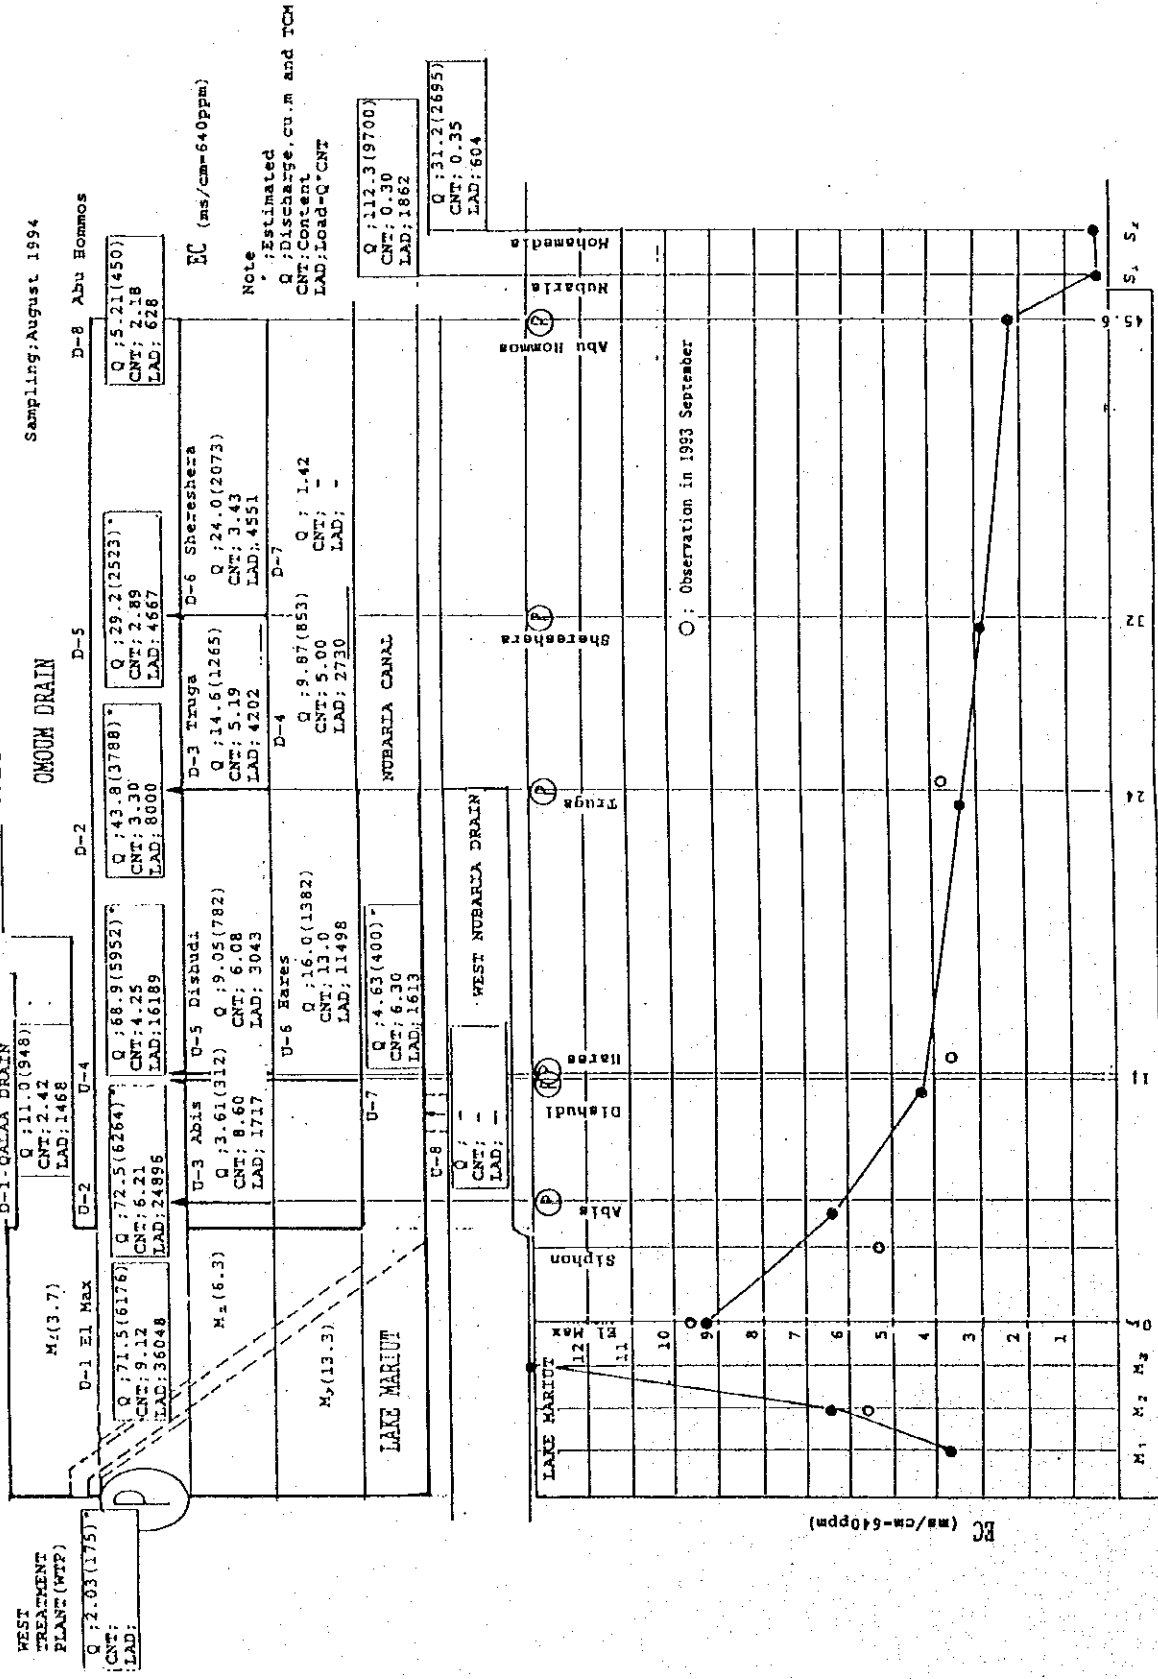 Sampling;August 1994
OMOUM DRAIN
WEST
TREATMENT
PLANT(WTP)
Q ;2.03(175)*
CNT;
LAD;
D-1·QALAA DRAIN
Q ;11.0(948)
CNT; 2.42
LAD;1468
M₁(3.7)
D-2
D-5
D-8 Abu Hommos
U-1 El Max
U-2
U-4
Q ;71.5(6176)
CNT;9.12
LAD;36048
Q ;72.5(6264)*
CNT;6.21
LAD;24896
Q ;68.9(5952)*
CNT;4.25
LAD;16189
Q ;43.8(3788)*
CNT;3.30
LAD;8000
Q ;29.2(2523)*
CNT; 2.89
LAD;4667
Q ;5.21(450)
CNT; 2.18
LAD; 628
M₂(6.3)
U-3 Abis
Q ;3.61(312)
CNT; 8.60
LAD; 1717
U-5 Dishudi
Q ;9.05(782)
CNT; 6.08
LAD; 3043
D-3 Truga
Q ;14.6(1265)
CNT; 5.19
LAD; 4202
D-6 Shereshera
Q ;24.0(2073)
CNT; 3.43
LAD; 4551
EC (ms/cm=640ppm)
Note
* ;Estimated
Q ;Discharge,cu.m and TCM
CNT;Content
LAD;Load=Q*CNT
M₃(13.3)
U-6 Hares
Q ;16.0(1382)
CNT; 13.0
LAD; 11498
D-4
Q ;9.87(853)
CNT; 5.00
LAD; 2730
D-7
Q ; 1.42
CNT; -
LAD; -
LAKE MARIUT
U-7
Q ;4.63(400)*
CNT;6.30
LAD;1613
NUBARIA CANAL
Q ;112.3(9700)
CNT; 0.30
LAD;1862
Q ;31.2(2695)
CNT; 0.35
LAD;604
U-8
Q ; -
CNT; -
LAD; -
WEST NUBARIA DRAIN
P
LAKE MARIUT
El Max
Siphon
Abis
Dishudi
Hares
Truga
Shereshera
Abu Hommos
Nubaria
Mohamedia
P
P
P
P
P
○: Observation in 1993 September
EC (ms/cm=640ppm)
12
11
10
9
8
7
6
5
4
3
2
1
M₁ M₂ M₃
11 24 32 45.6 S₁ S₂